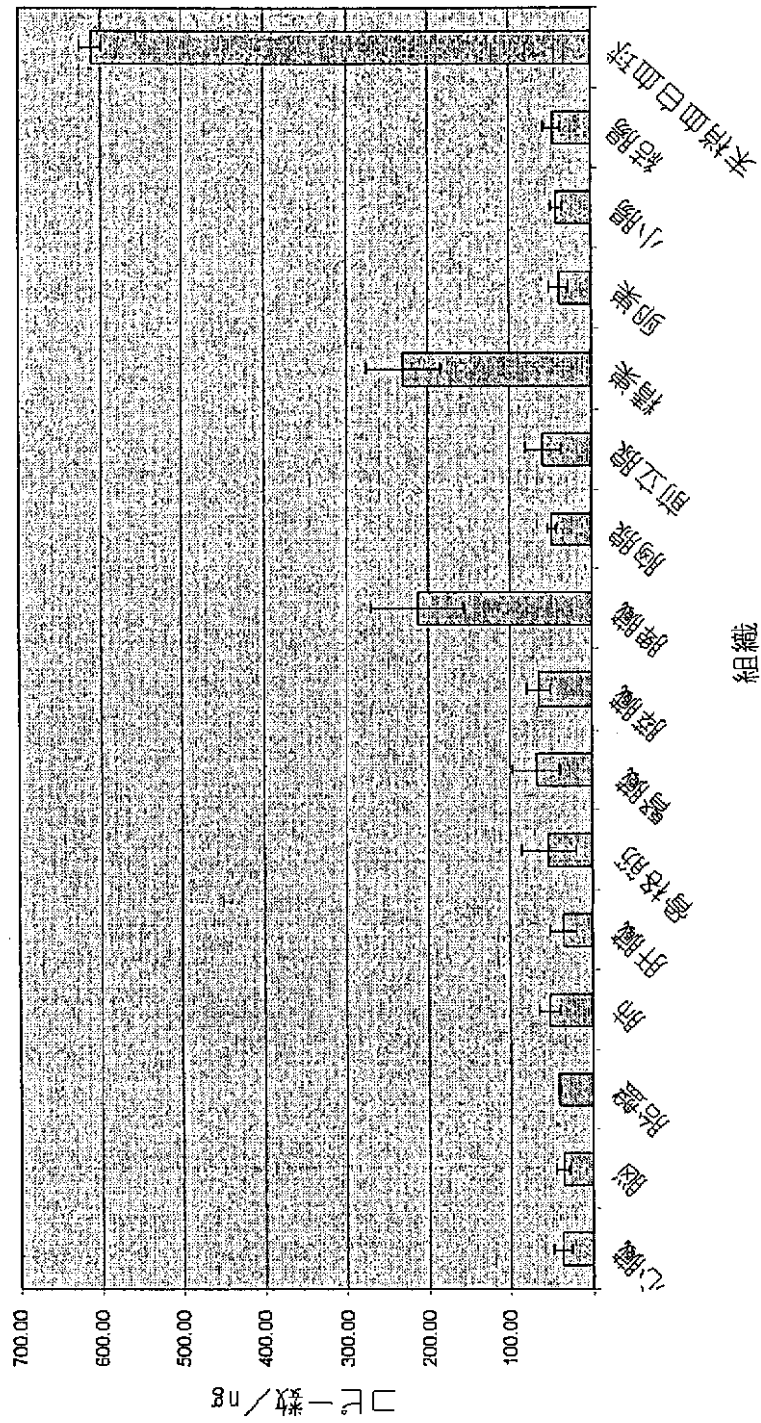 コピー数/ng
700.00
600.00
500.00
400.00
300.00
200.00
100.00
心臓
脳
胎盤
肺
肝臓
骨格筋
腎臓
膵臓
脾臓
胸腺
前立腺
精巣
卵巣
小腸
結腸
末梢血白血球
組織